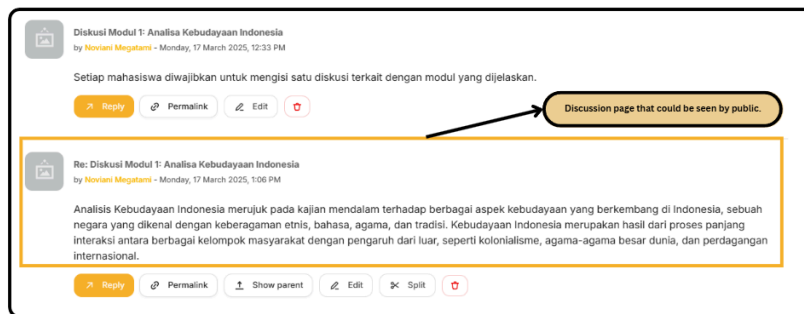 Diskusi Modul 1: Analisa Kebudayaan Indonesia
by Noviani Megatami - Monday, 17 March 2025, 12:33 PM
Setiap mahasiswa diwajibkan untuk mengisi satu diskusi terkait dengan modul yang dijelaskan.
Reply Permalink Edit
Discussion page that could be seen by public.
Re: Diskusi Modul 1: Analisa Kebudayaan Indonesia
by Noviani Megatami - Monday, 17 March 2025, 1:06 PM
Analisis Kebudayaan Indonesia merujuk pada kajian mendalam terhadap berbagai aspek kebudayaan yang berkembang di Indonesia, sebuah
negara yang dikenal dengan keberagaman etnis, bahasa, agama, dan tradisi. Kebudayaan Indonesia merupakan hasil dari proses panjang
interaksi antara berbagai kelompok masyarakat dengan pengaruh dari luar, seperti kolonialisme, agama-agama besar dunia, dan perdagangan
internasional.
Reply Permalink Show parent Edit Split